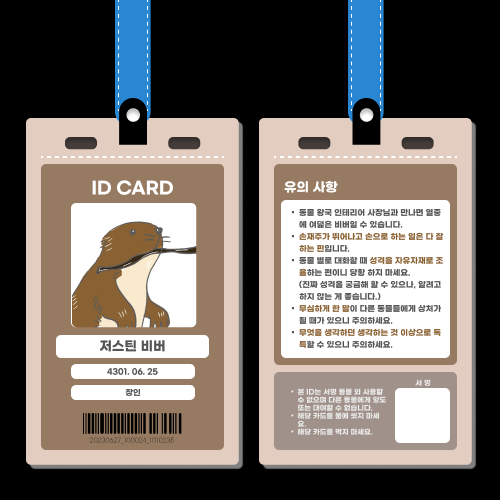 ID CARD
저스틴 비버
4301. 06. 25
장인
20230627_100024_1010235
유의 사항
• 동물 왕국 인테리어 사장님과 만나면 열중
에 여덟은 비버일 수 있습니다.
• 손재주가 뛰어나고 손으로 하는 일은 다 잘
하는 편입니다.
• 동물 별로 대화할 때 성격을 자유자재로 조
율하는 편이니 당황 하지 마세요.
(진짜 성격을 궁금해 할 수 있으나, 알려고
하지 않는 게 좋습니다.)
• 무심하게 한 말이 다른 동물들에게 상처가
될 때가 있으니 주의하세요.
• 무엇을 생각하던 생각하는 것 이상으로 독
특할 수 있으니 주의하세요.
서 명
• 본 ID는 서명 동물 외 사용할
수 없으며 다른 동물에게 양도
또는 대여할 수 없습니다.
• 해당 카드를 물에 씻지 마세
요.
• 해당 카드를 먹지 마세요.